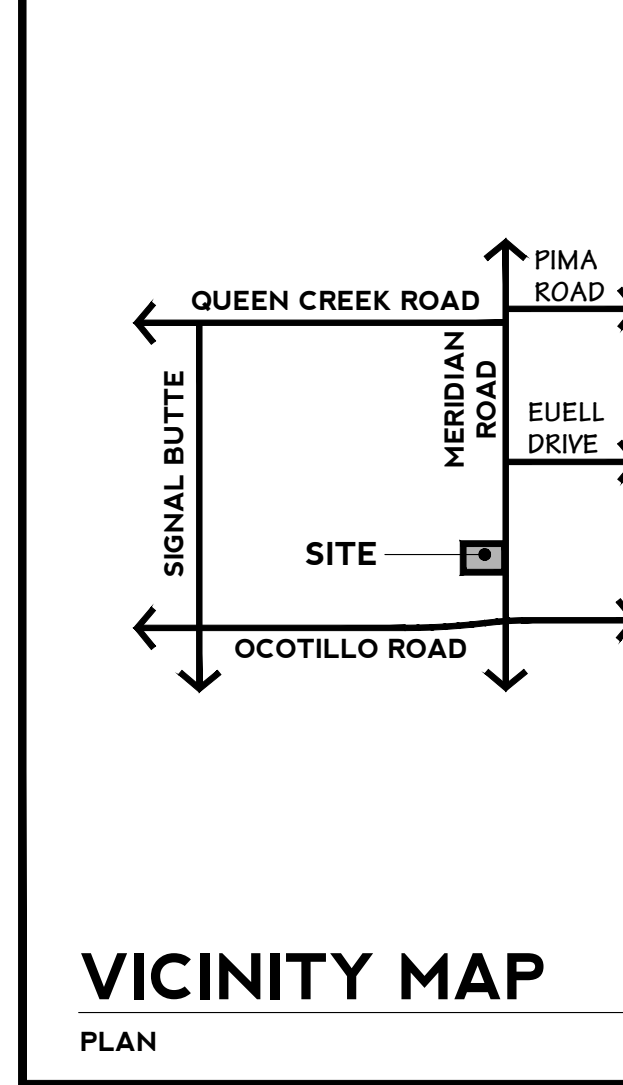 PIMA
ROAD
QUEEN CREEK ROAD
MERIDIAN
ROAD
SIGNAL BUTTE
EUELL
DRIVE
SITE
OCOTILLO ROAD
VICINITY MAP
PLAN